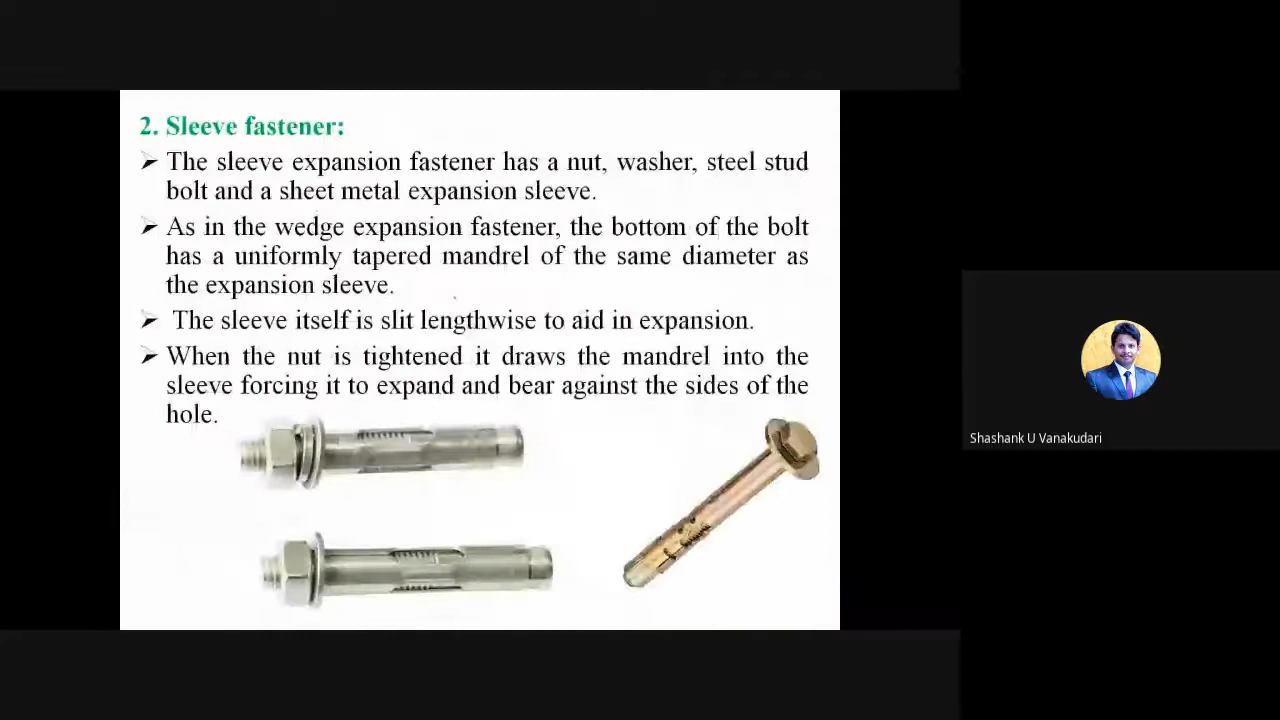 2. Sleeve fastener:
➢ The sleeve expansion fastener has a nut, washer, steel stud
bolt and a sheet metal expansion sleeve.
➢ As in the wedge expansion fastener, the bottom of the bolt
has a uniformly tapered mandrel of the same diameter as
the expansion sleeve.
➢ The sleeve itself is slit lengthwise to aid in expansion.
➢ When the nut is tightened it draws the mandrel into the
sleeve forcing it to expand and bear against the sides of the
hole.
Shashank U Vanakudari